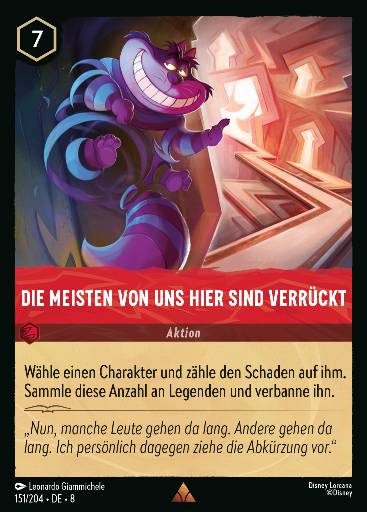 7
DIE MEISTEN VON UNS HIER SIND VERRÜCKT
Aktion
Wähle einen Charakter und zähle den Schaden auf ihm.
Sammle diese Anzahl an Legenden und verbanne ihn.
„Nun, manche Leute gehen da lang. Andere gehen da
lang. Ich persönlich dagegen ziehe die Abkürzung vor.“
Leonardo Giammichele
Disney Lorcana
151/204 • DE • 8
©Disney